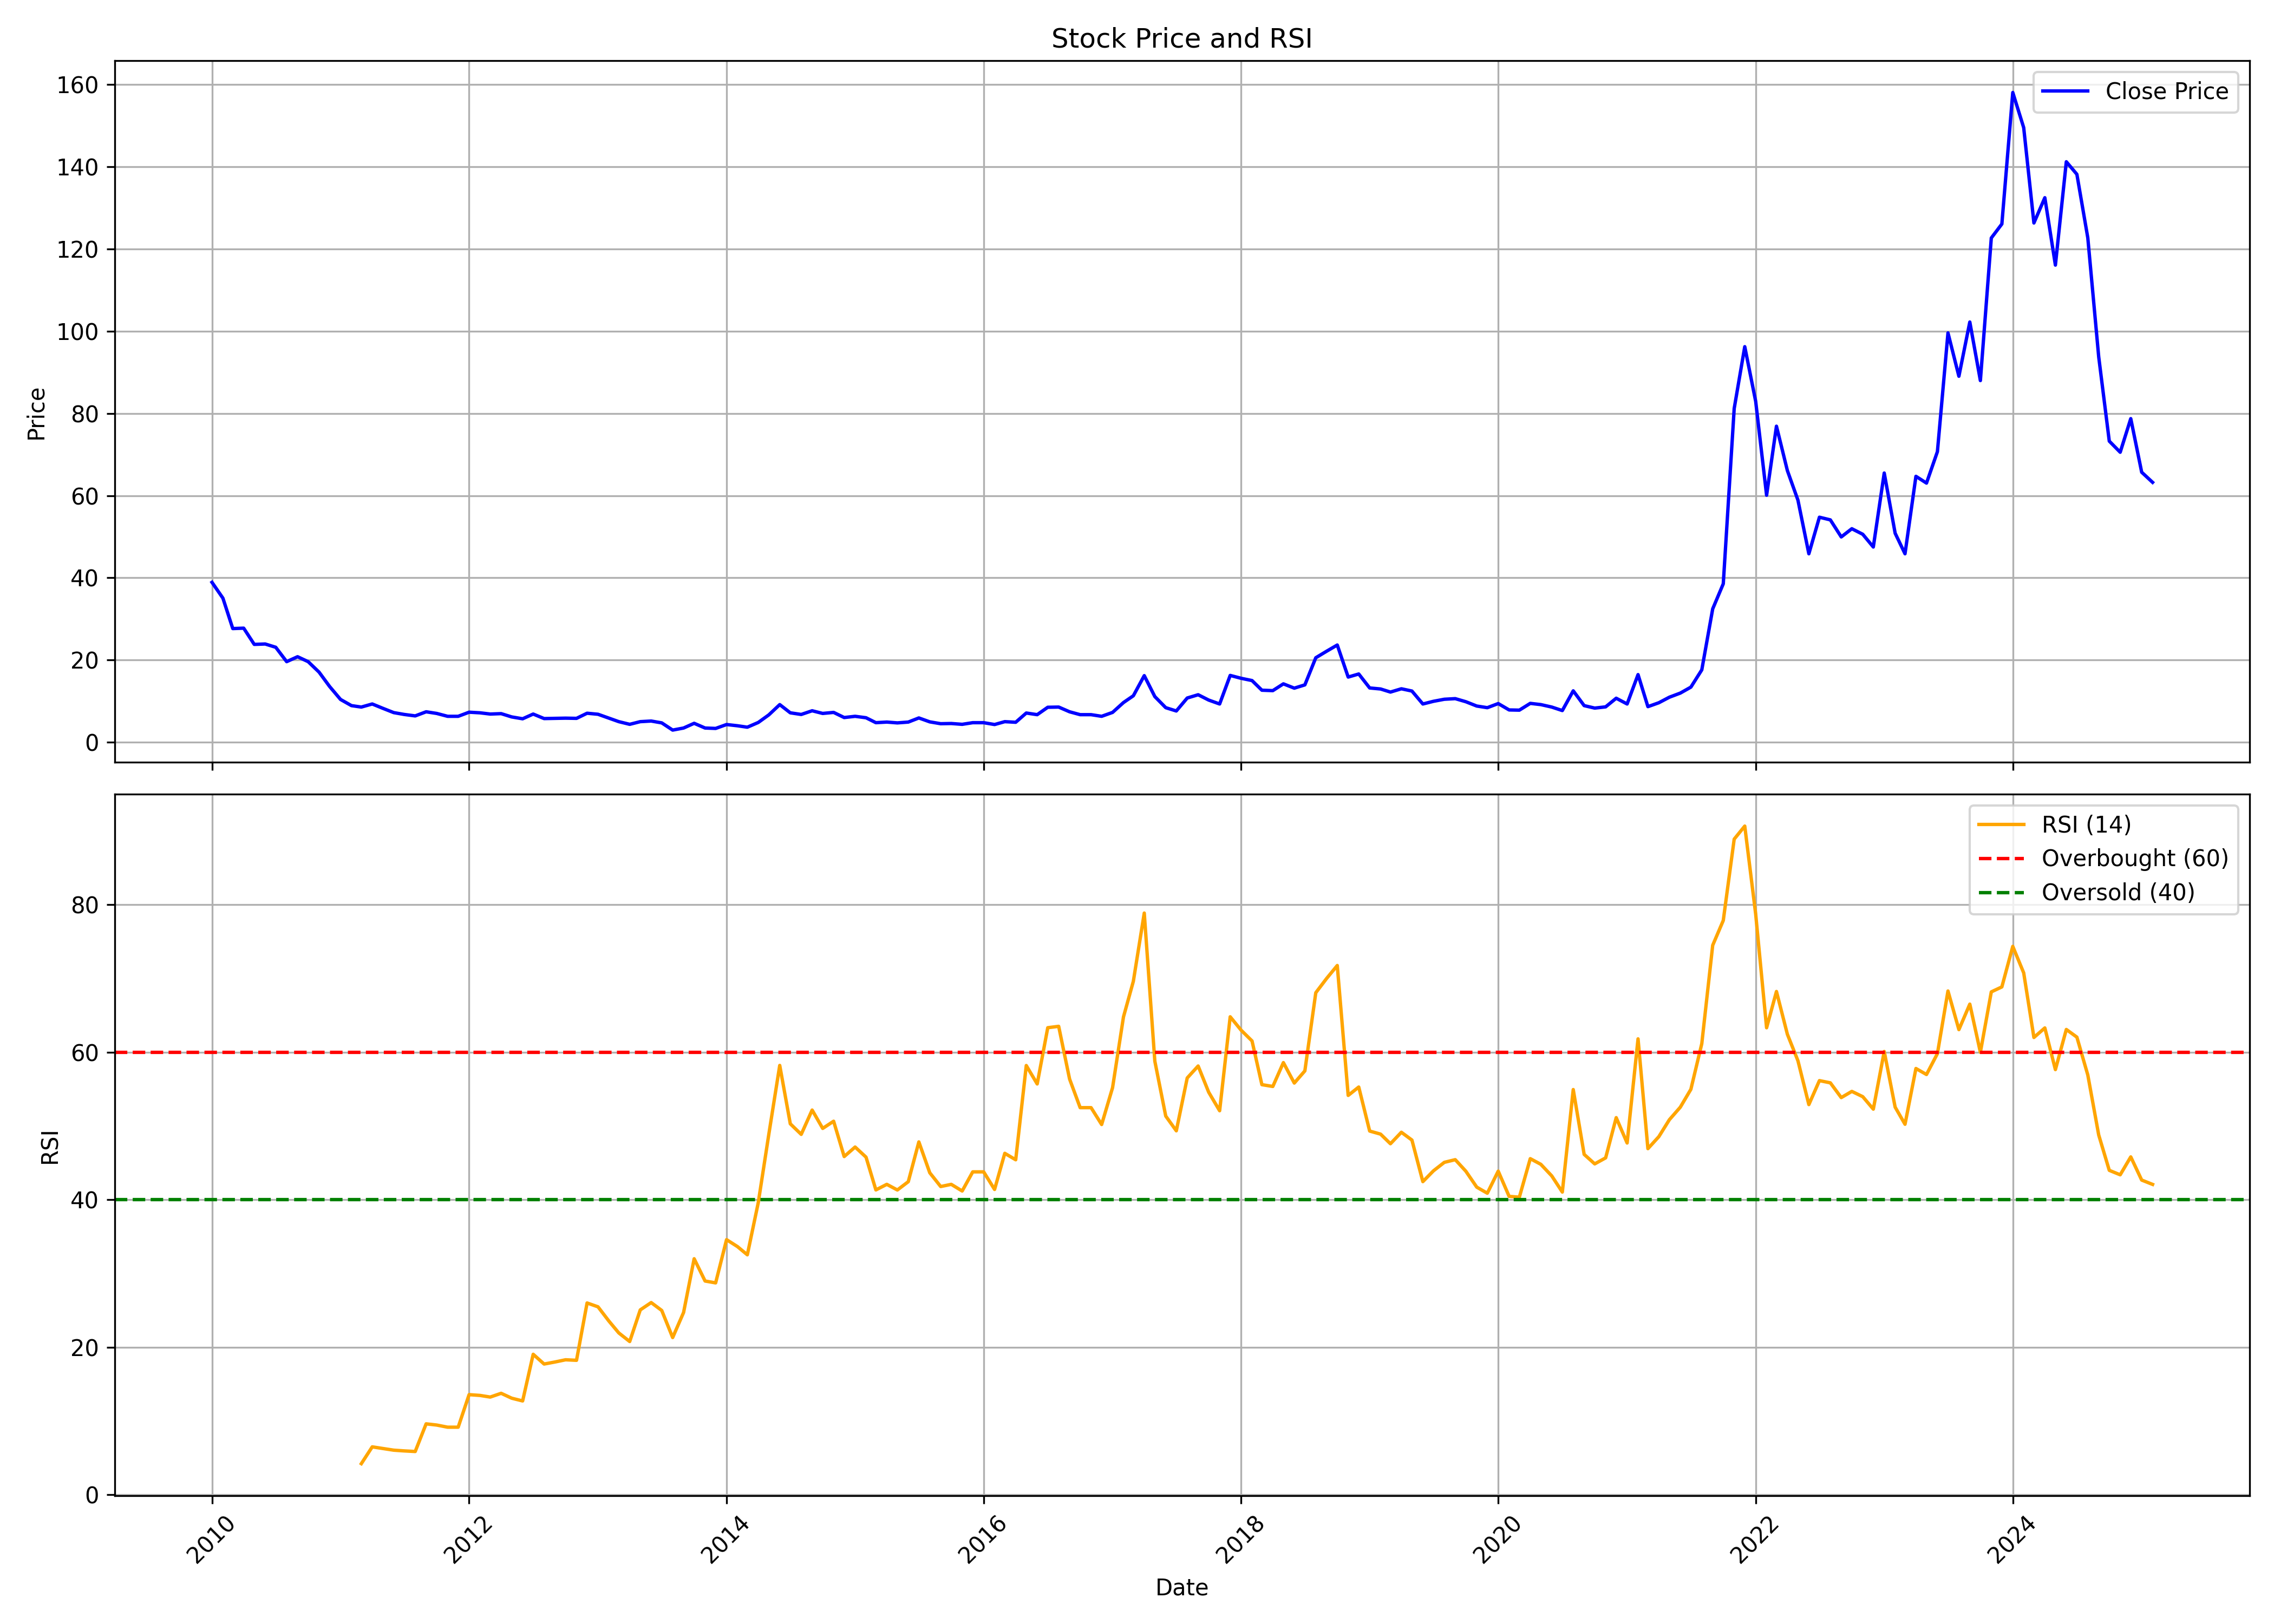 Stock Price and RSI
Close Price
160
140
120
100
80
60
40
20
0
Price
RSI (14)
Overbought (60)
Oversold (40)
80
60
40
20
0
RSI
2010
2012
2014
2016
2018
2020
2022
2024
Date